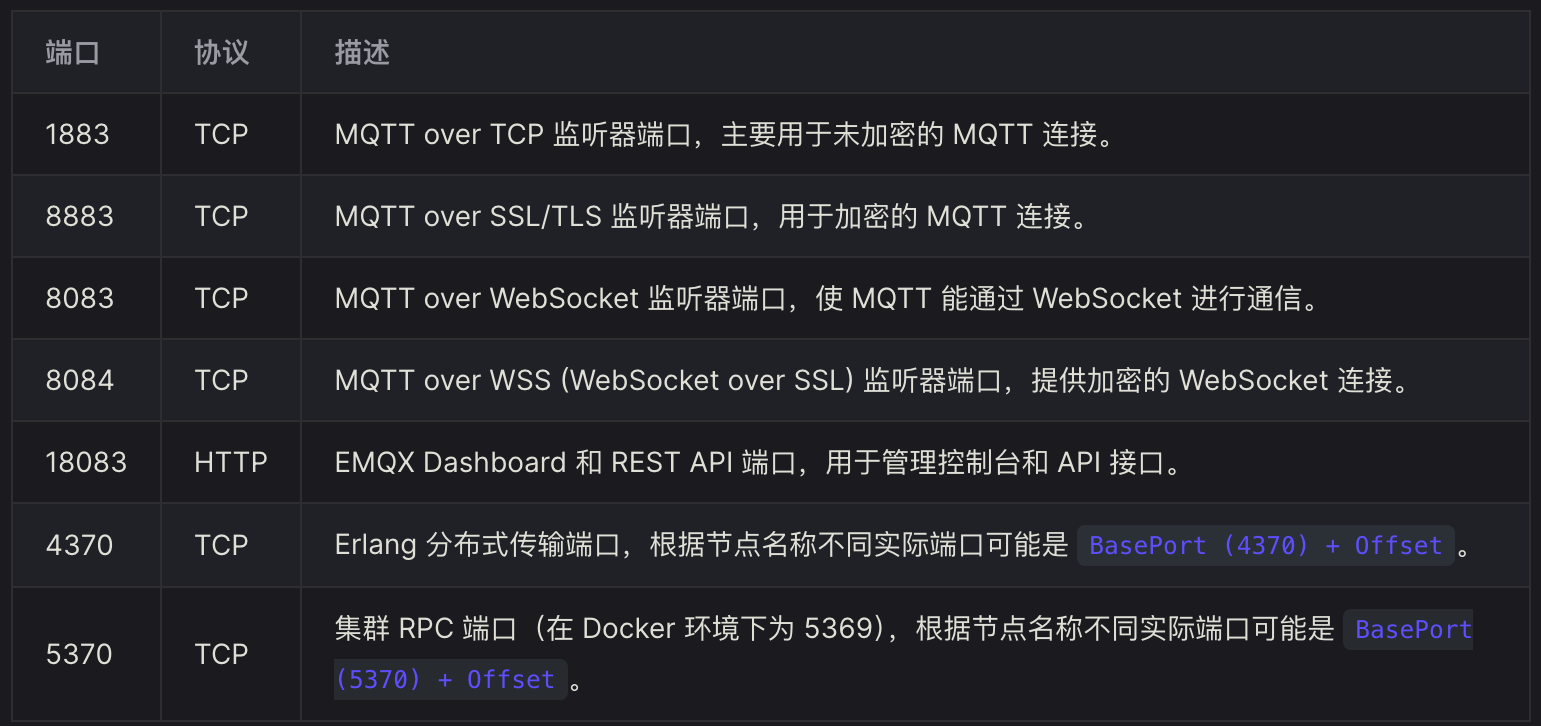 端口 协议 描述
1883 TCP MQTT over TCP 监听器端口，主要用于未加密的 MQTT 连接。
8883 TCP MQTT over SSL/TLS 监听器端口，用于加密的 MQTT 连接。
8083 TCP MQTT over WebSocket 监听器端口，使 MQTT 能通过 WebSocket 进行通信。
8084 TCP MQTT over WSS (WebSocket over SSL) 监听器端口，提供加密的 WebSocket 连接。
18083 HTTP EMQX Dashboard 和 REST API 端口，用于管理控制台和 API 接口。
4370 TCP Erlang 分布式传输端口，根据节点名称不同实际端口可能是 BasePort (4370) + Offset 。
5370 TCP 集群 RPC 端口（在 Docker 环境下为 5369），根据节点名称不同实际端口可能是 BasePort
(5370) + Offset 。